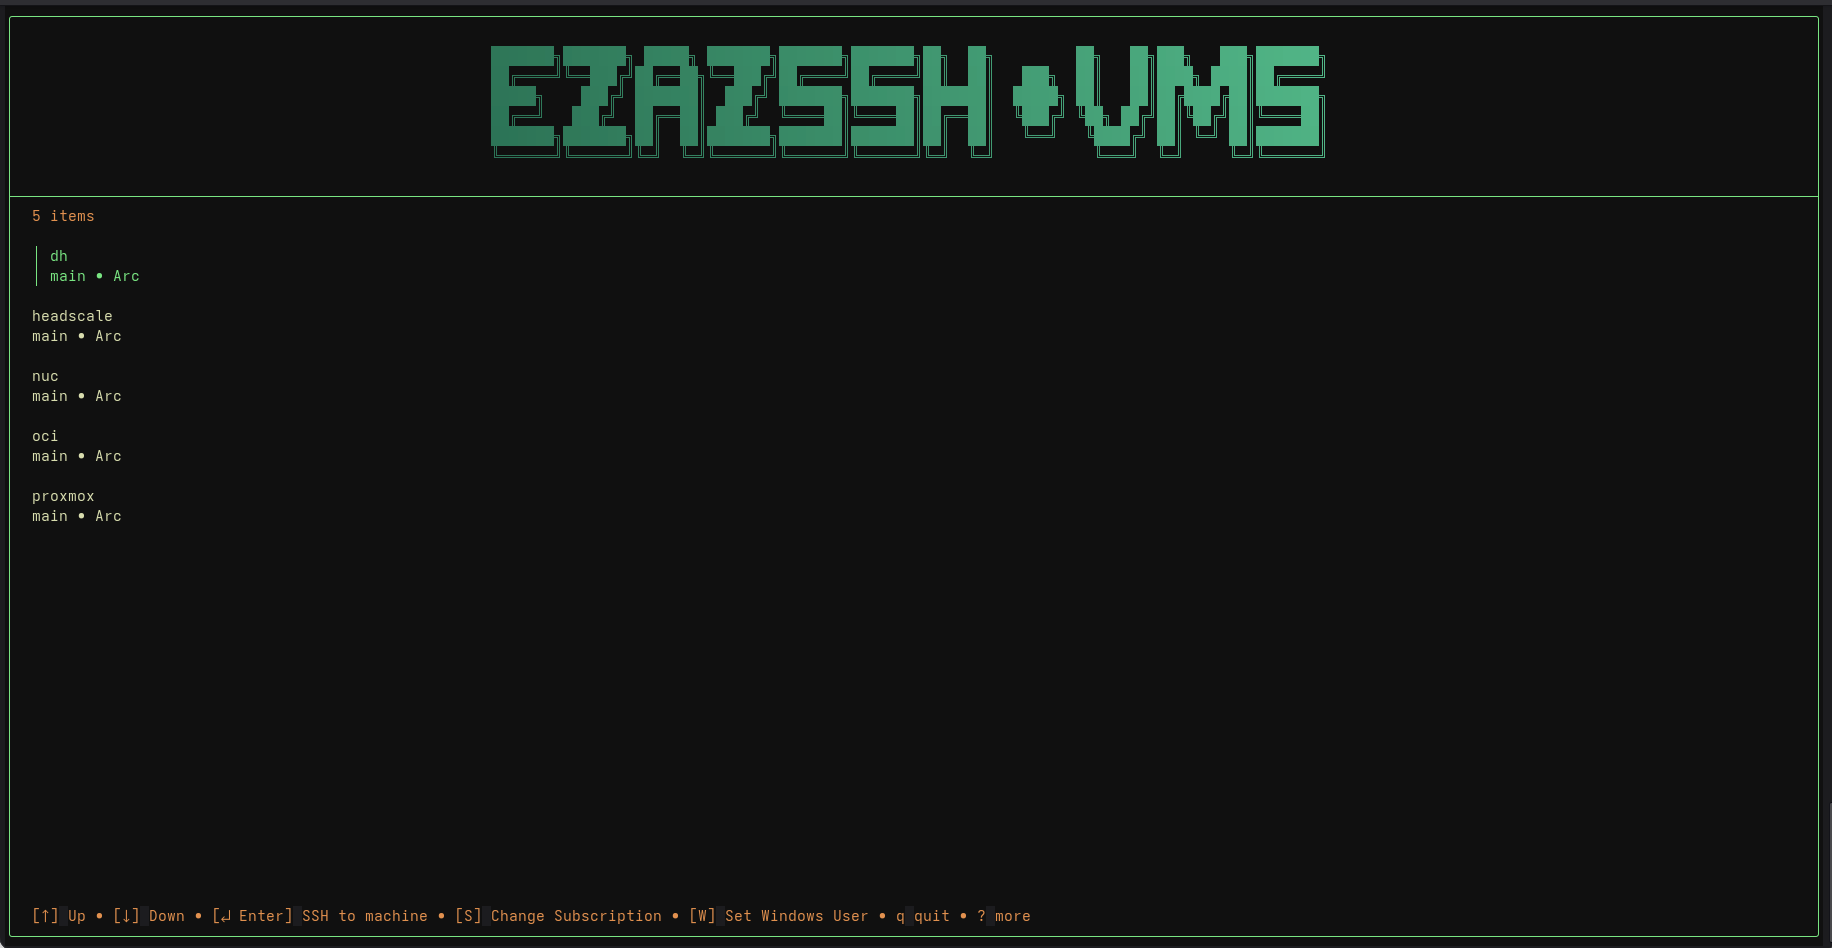 EZAZSSH • VMS
5 items
dh
main • Arc
headscale
main • Arc
nuc
main • Arc
oci
main • Arc
proxmox
main • Arc
[↑] Up • [↓] Down • [↵ Enter] SSH to machine • [S] Change Subscription • [W] Set Windows User • q quit • ? more